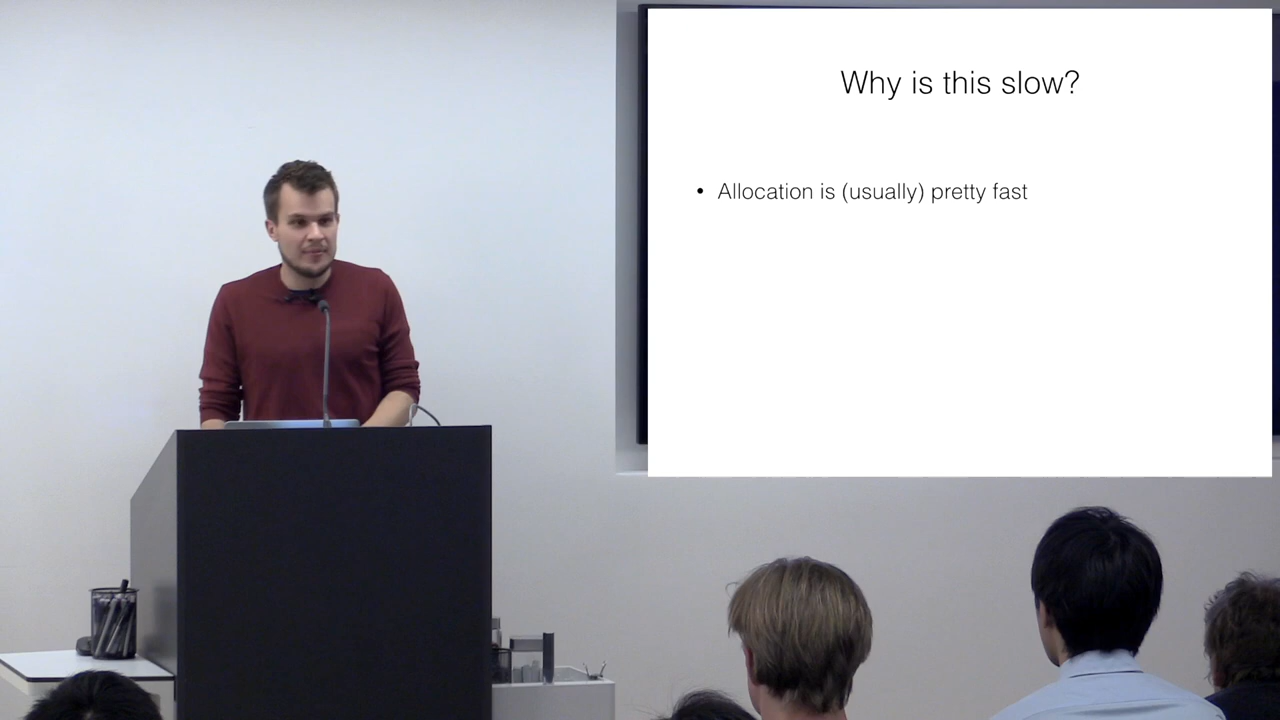 Why is this slow?
• Allocation is (usually) pretty fast